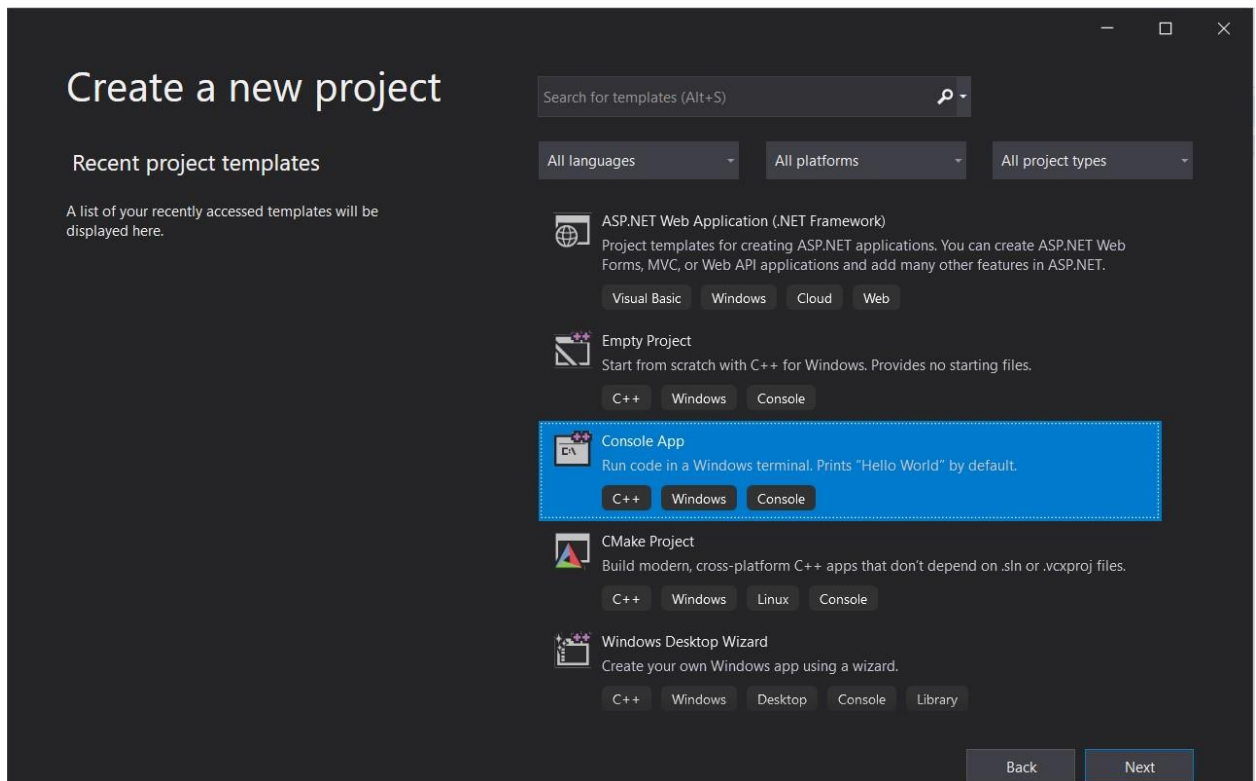 Create a new project
Search for templates (Alt+S)
Recent project templates
All languages
All platforms
All project types
A list of your recently accessed templates will be
displayed here.
ASP.NET Web Application (.NET Framework)
Project templates for creating ASP.NET applications. You can create ASP.NET Web
Forms, MVC, or Web API applications and add many other features in ASP.NET.
Visual Basic Windows Cloud Web
Empty Project
Start from scratch with C++ for Windows. Provides no starting files.
C++ Windows Console
Console App
Run code in a Windows terminal. Prints "Hello World" by default.
C++ Windows Console
CMake Project
Build modern, cross-platform C++ apps that don't depend on .sln or .vcxproj files.
C++ Windows Linux Console
Windows Desktop Wizard
Create your own Windows app using a wizard.
C++ Windows Desktop Console Library
Back Next